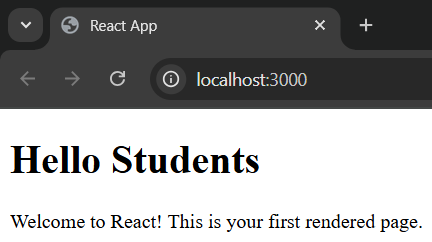 React App
localhost:3000
Hello Students
Welcome to React! This is your first rendered page.